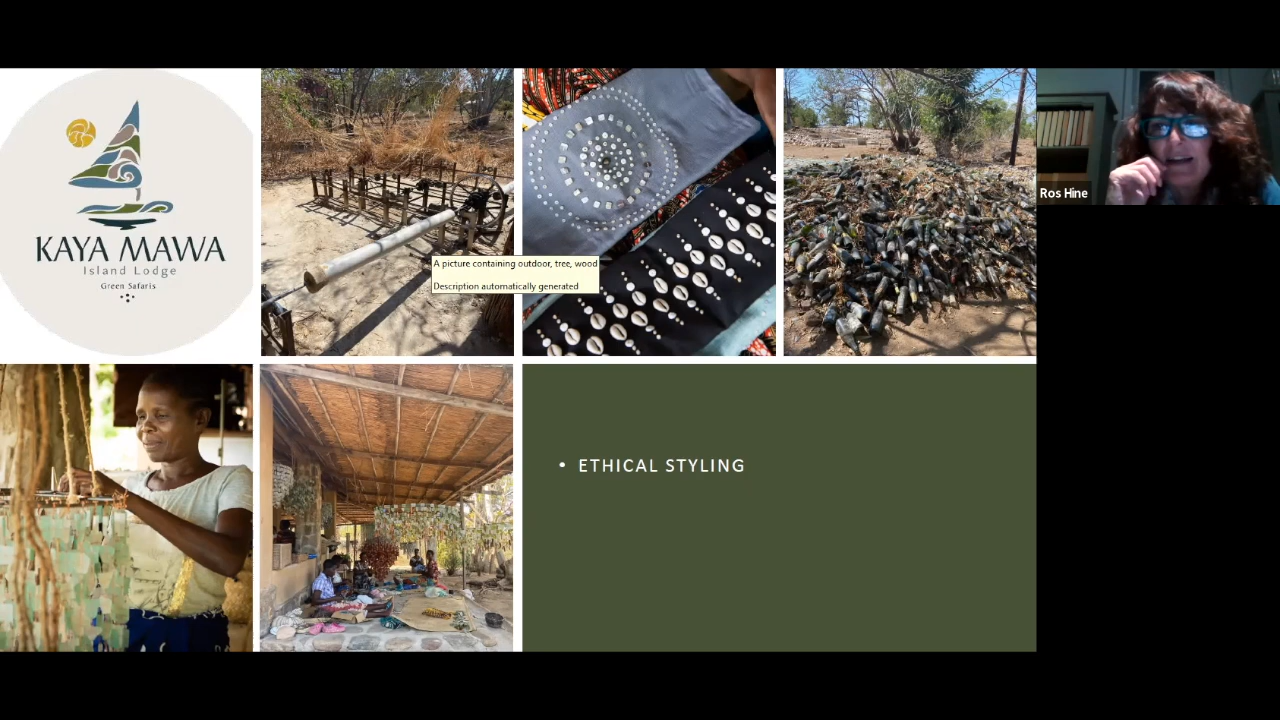 KAYA MAWA
Island Lodge
Green Safaris
A picture containing outdoor, tree, wood
Description automatically generated
Ros Hine
• ETHICAL STYLING